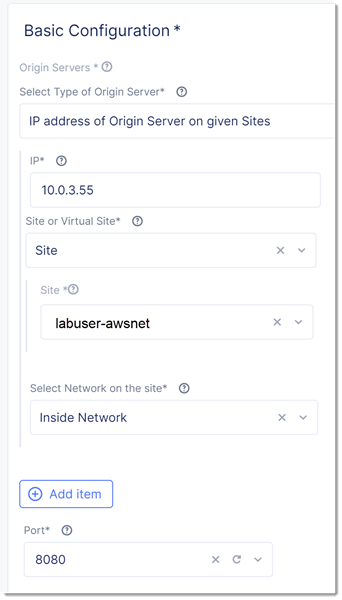 Basic Configuration *
Origin Servers *
Select Type of Origin Server*
IP address of Origin Server on given Sites
IP*
10.0.3.55
Site or Virtual Site*
Site
Site *
labuser-awsnet
Select Network on the site*
Inside Network
Add item
Port*
8080